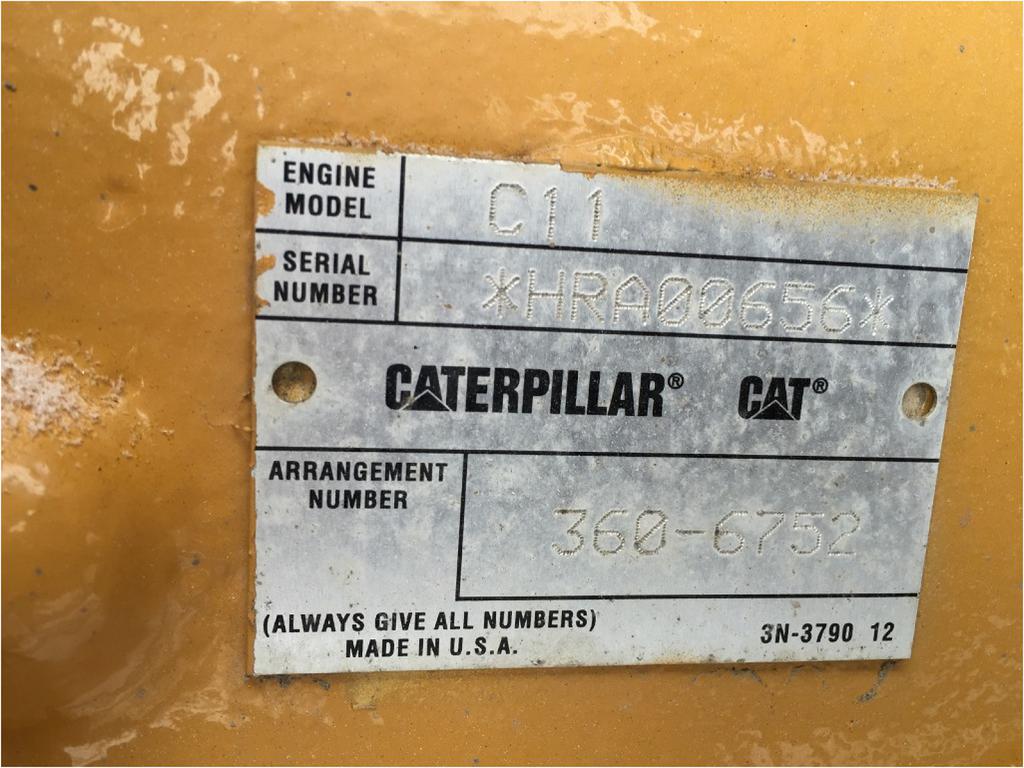 ENGINE MODEL C11
SERIAL NUMBER *HRA00656*
CATERPILLAR® CAT®
ARRANGEMENT NUMBER 360-6752
(ALWAYS GIVE ALL NUMBERS)
MADE IN U.S.A.
3N-3790 12